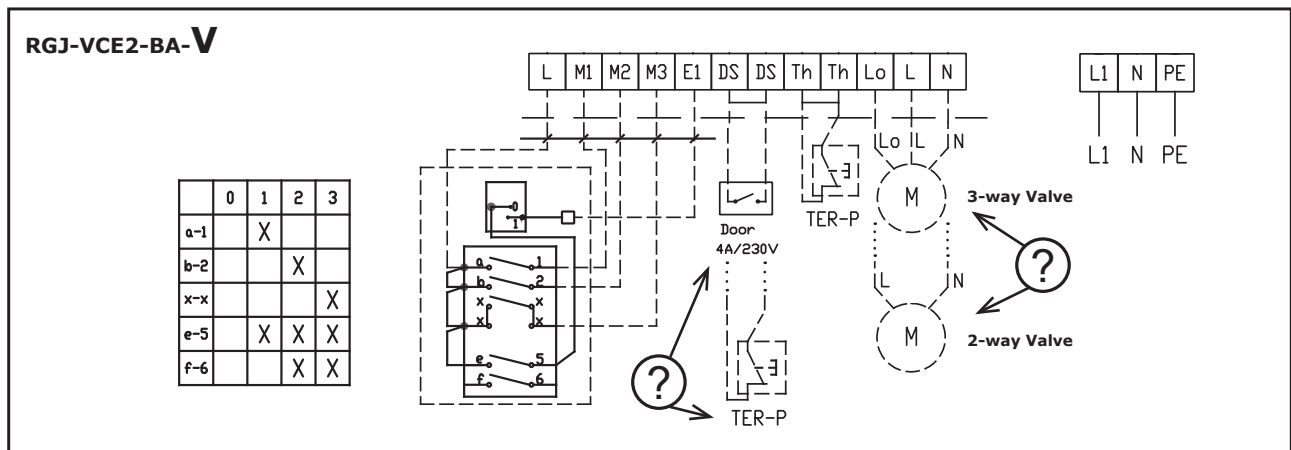 RGJ-VCE2-BA-V
L M1 M2 M3 E1 DS DS Th Th Lo L N
L1 N PE
L1 N PE
Lo L N
M
3-way Valve
TER-P
Door
4A/230V
?
?
L N
M
2-way Valve
TER-P
0
1
a 1
b 2
x x
x x
e 5
f 6
0 1 2 3
a-1 X
b-2 X
x-x X
e-5 X X X
f-6 X X